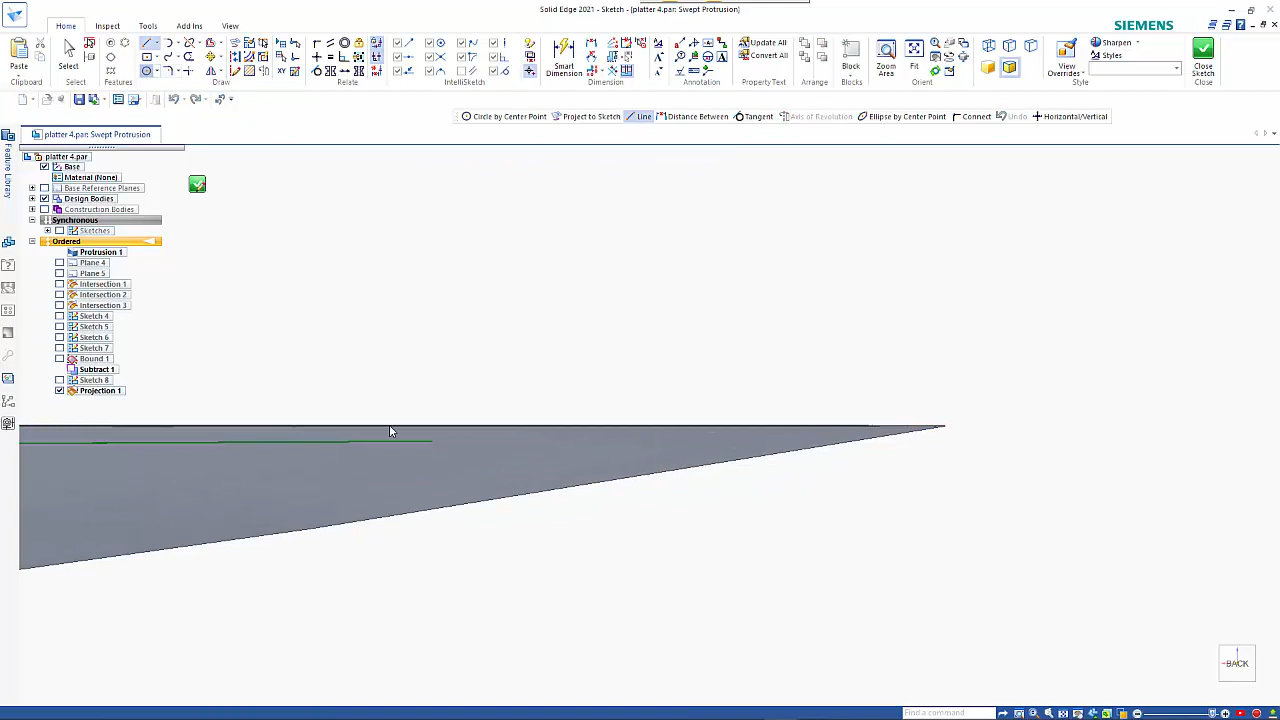 Solid Edge 2021 - Sketch - [platter 4.par: Swept Protrusion]
Home Inspect Tools Add Ins View
SIEMENS
Paste Select Smart Dimension Block Zoom Area Fit View Overrides Sharpen Styles Close Sketch
Update All
Convert All
Clipboard Select Features Draw Relate IntelliSketch Dimension Annotation PropertyText Arrange Blocks Orient Style Close
Circle by Center Point Project to Sketch Line Distance Between Tangent Axis of Revolution Ellipse by Center Point Connect Undo Horizontal/Vertical
platter 4.par: Swept Protrusion
Feature Library
platter 4.par
Base
Material (None)
Base Reference Planes
Design Bodies
Construction Bodies
Synchronous
Sketches
Ordered
Protrusion 1
Plane 4
Plane 5
Intersection 1
Intersection 2
Intersection 3
Sketch 4
Sketch 5
Sketch 6
Sketch 7
Bound 1
Subtract 1
Sketch 8
Projection 1
BACK
Find a command